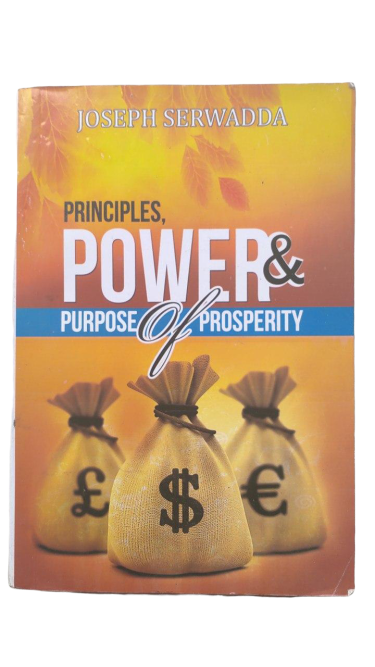 JOSEPH SERWADDA
PRINCIPLES,
POWER &
PURPOSE Of PROSPERITY
£ $ €